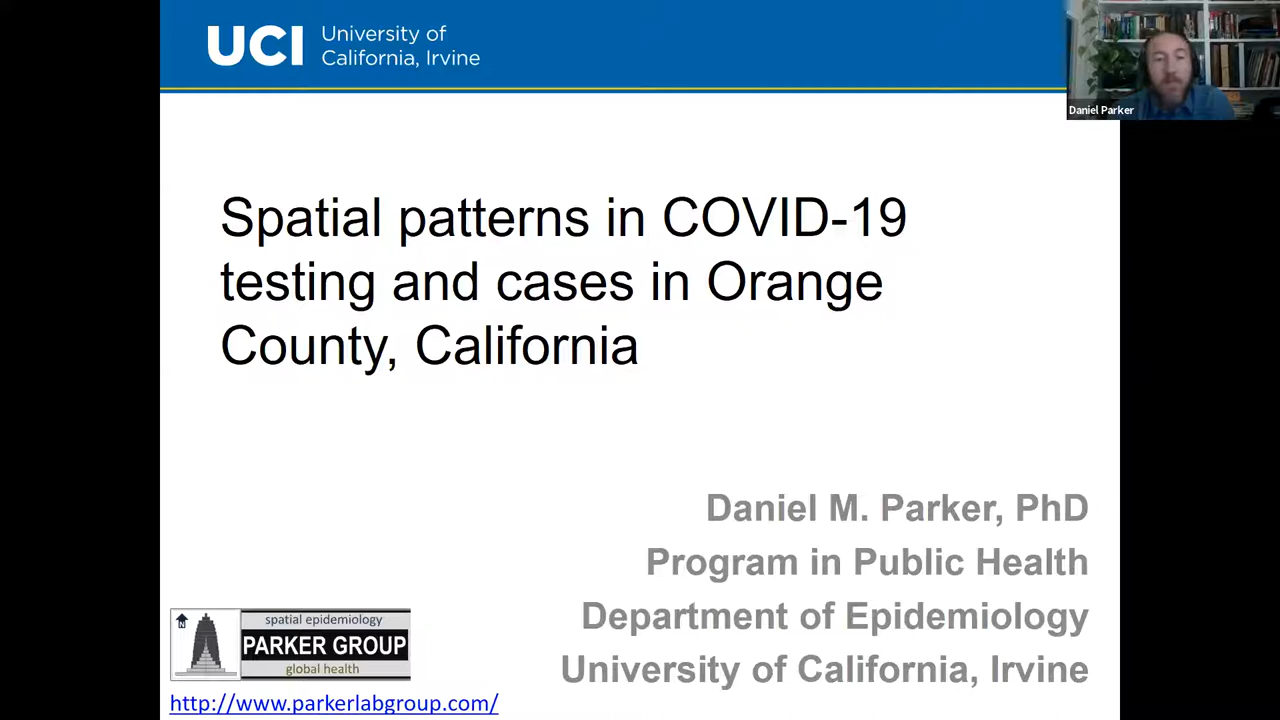 UCI University of
California, Irvine
Daniel Parker
Spatial patterns in COVID-19
testing and cases in Orange
County, California
Daniel M. Parker, PhD
Program in Public Health
Department of Epidemiology
University of California, Irvine
N
spatial epidemiology
PARKER GROUP
global health
http://www.parkerlabgroup.com/